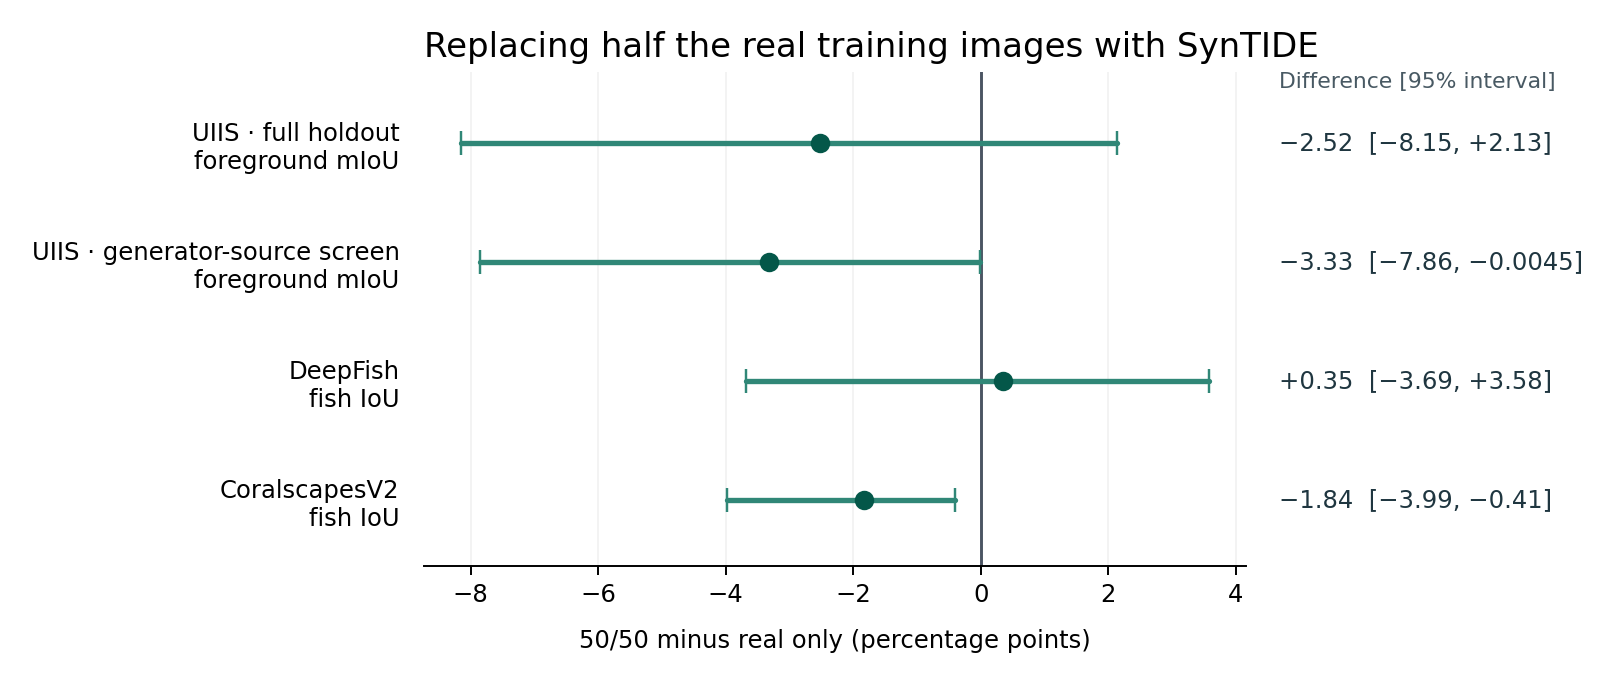 Replacing half the real training images with SynTIDE
Difference [95% interval]
UIIS · full holdout
foreground mIoU
−2.52 [−8.15, +2.13]
UIIS · generator-source screen
foreground mIoU
−3.33 [−7.86, −0.0045]
DeepFish
fish IoU
+0.35 [−3.69, +3.58]
CoralscapesV2
fish IoU
−1.84 [−3.99, −0.41]
−8 −6 −4 −2 0 2 4
50/50 minus real only (percentage points)